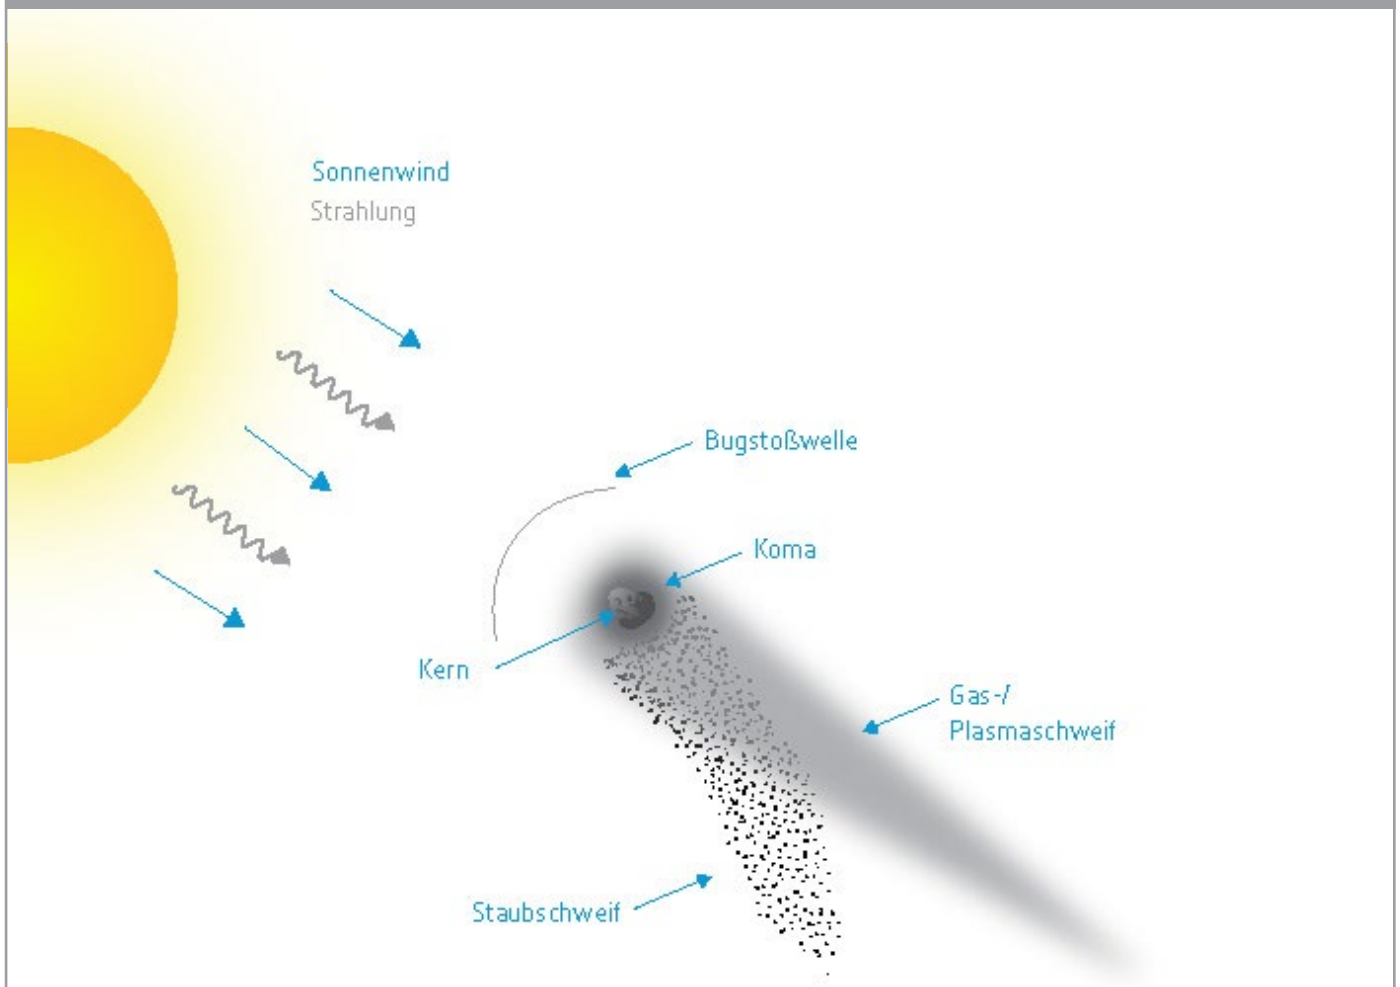 Sonnenwind
Strahlung
Bugstoßwelle
Koma
Kern
Gas-/
Plasmaschweif
Staubschweif